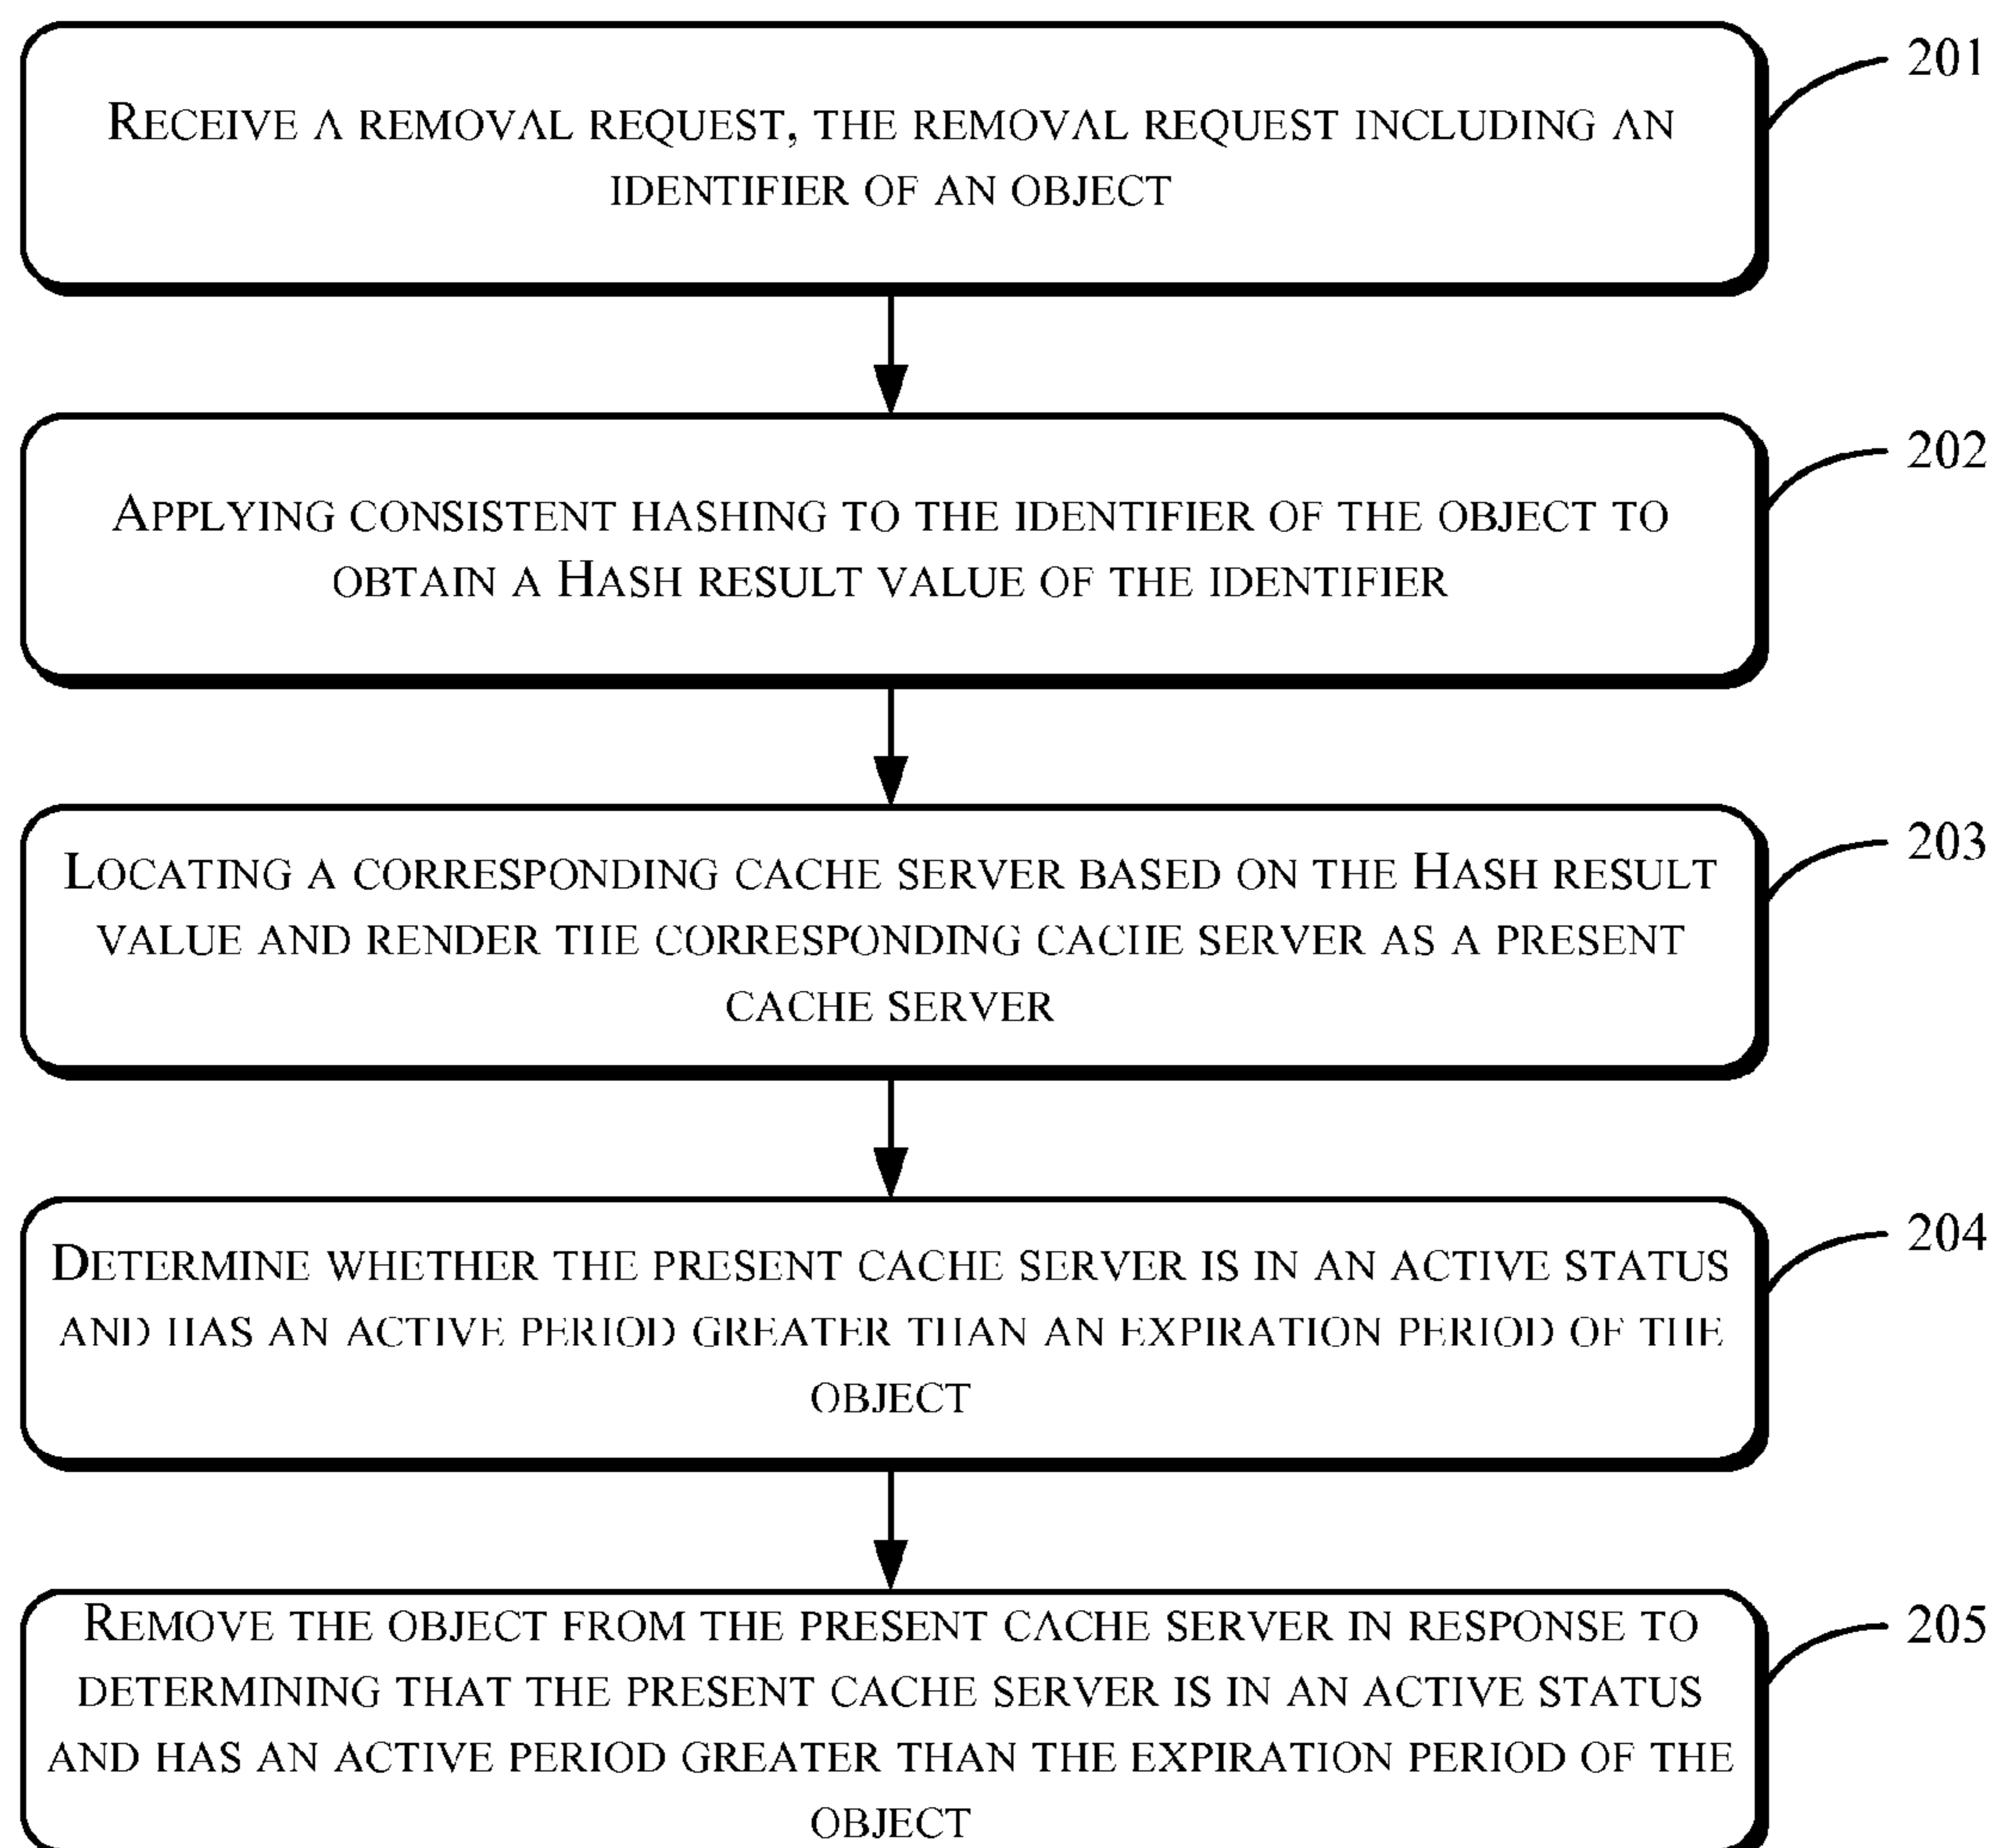 RECEIVE A REMOVAL REQUEST, THE REMOVAL REQUEST INCLUDING AN
IDENTIFIER OF AN OBJECT
201
APPLYING CONSISTENT HASHING TO THE IDENTIFIER OF THE OBJECT TO
OBTAIN A HASH RESULT VALUE OF THE IDENTIFIER
202
LOCATING A CORRESPONDING CACHE SERVER BASED ON THE HASH RESULT
VALUE AND RENDER THE CORRESPONDING CACHE SERVER AS A PRESENT
CACHE SERVER
203
DETERMINE WHETHER THE PRESENT CACHE SERVER IS IN AN ACTIVE STATUS
AND HAS AN ACTIVE PERIOD GREATER THAN AN EXPIRATION PERIOD OF THE
OBJECT
204
REMOVE THE OBJECT FROM THE PRESENT CACHE SERVER IN RESPONSE TO
DETERMINING THAT THE PRESENT CACHE SERVER IS IN AN ACTIVE STATUS
AND HAS AN ACTIVE PERIOD GREATER THAN THE EXPIRATION PERIOD OF THE
OBJECT
205